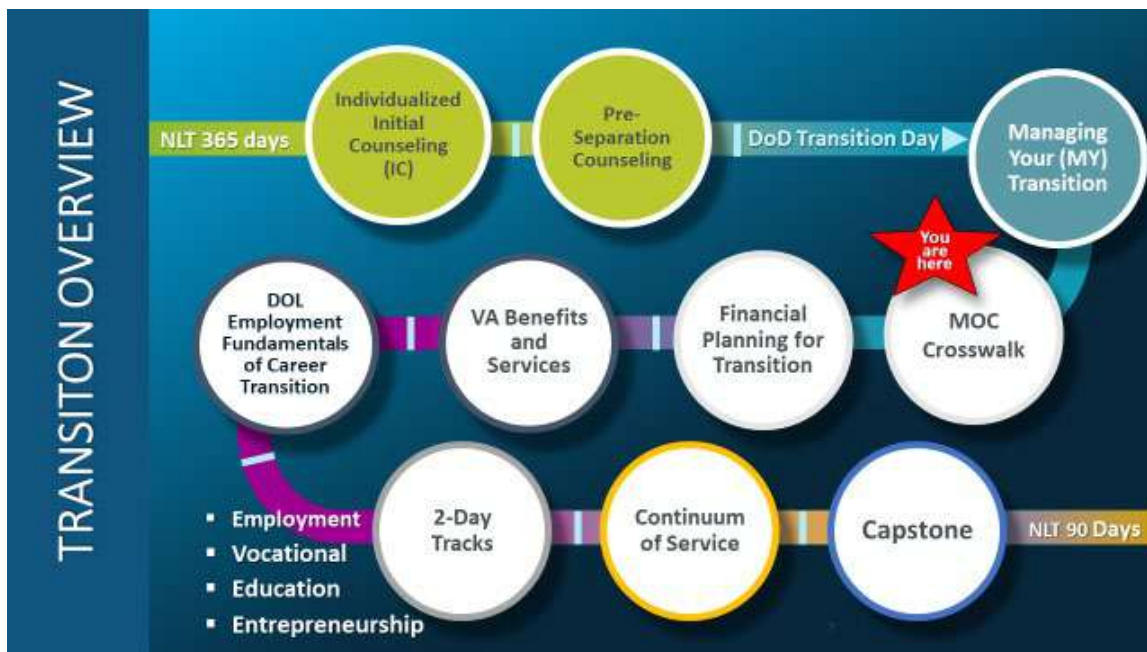 TRANSITON OVERVIEW
NLT 365 days
Individualized
Initial
Counseling
(IC)
Pre-
Separation
Counseling
DoD Transition Day
Managing
Your (MY)
Transition
You
are
here
MOC
Crosswalk
Financial
Planning for
Transition
VA Benefits
and
Services
DOL
Employment
Fundamentals
of Career
Transition
▪ Employment
▪ Vocational
▪ Education
▪ Entrepreneurship
2-Day
Tracks
Continuum
of Service
Capstone
NLT 90 Days